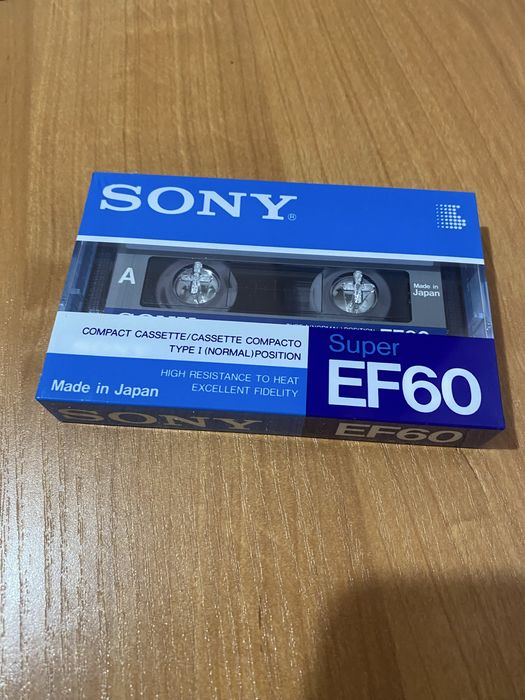 SONY®
A
Made in
Japan
COMPACT CASSETTE/CASSETTE COMPACTO
TYPE I (NORMAL) POSITION
HIGH RESISTANCE TO HEAT
EXCELLENT FIDELITY
Made in Japan
Super
EF60
SONY
EF60